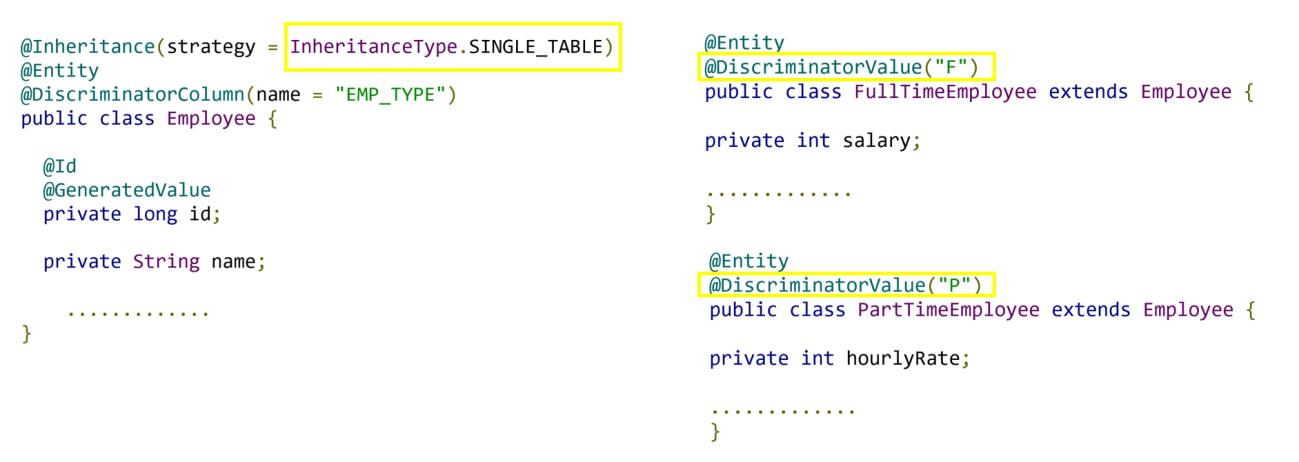 @Inheritance(strategy = InheritanceType.SINGLE_TABLE)
@Entity
@DiscriminatorColumn(name = "EMP_TYPE")
public class Employee {
@Id
@GeneratedValue
private long id;
private String name;
.............
}
@Entity
@DiscriminatorValue("F")
public class FullTimeEmployee extends Employee {
private int salary;
.............
}
@Entity
@DiscriminatorValue("P")
public class PartTimeEmployee extends Employee {
private int hourlyRate;
.............
}